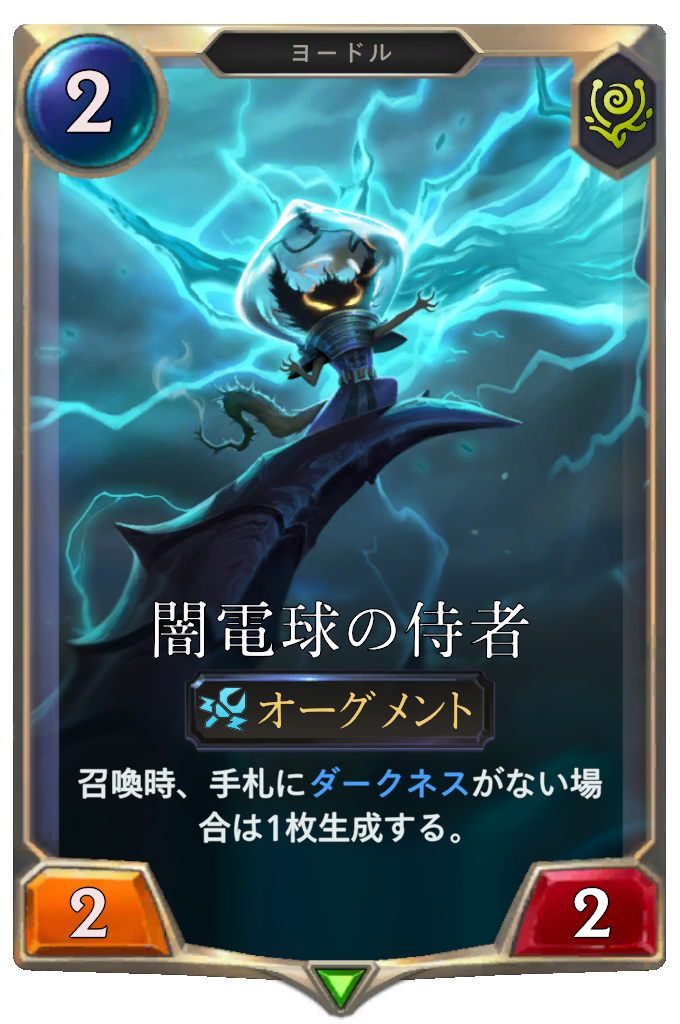 ヨードル
2
闇電球の侍者
オーグメント
召喚時、手札にダークネスがない場
合は1枚生成する。
2
2